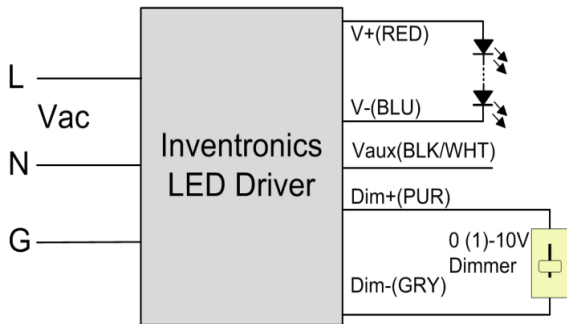 L
Vac
N
G
Inventronics
LED Driver
V+(RED)
V-(BLU)
Vaux(BLK/WHT)
Dim+(PUR)
0 (1)-10V
Dimmer
Dim-(GRY)